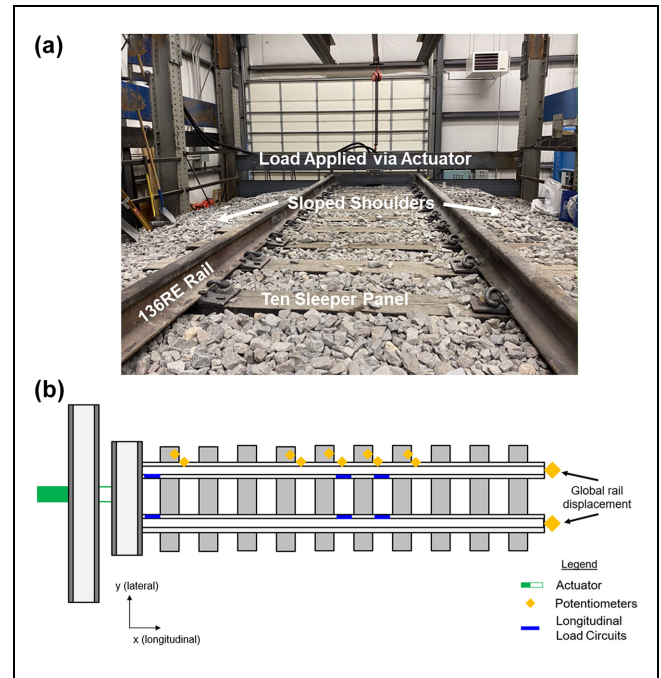 (a)
Load Applied via Actuator
Sloped Shoulders
136RE Rail
Ten Sleeper Panel
(b)
Global rail
displacement
y (lateral)
x (longitudinal)
Legend
Actuator
Potentiometers
Longitudinal
Load Circuits